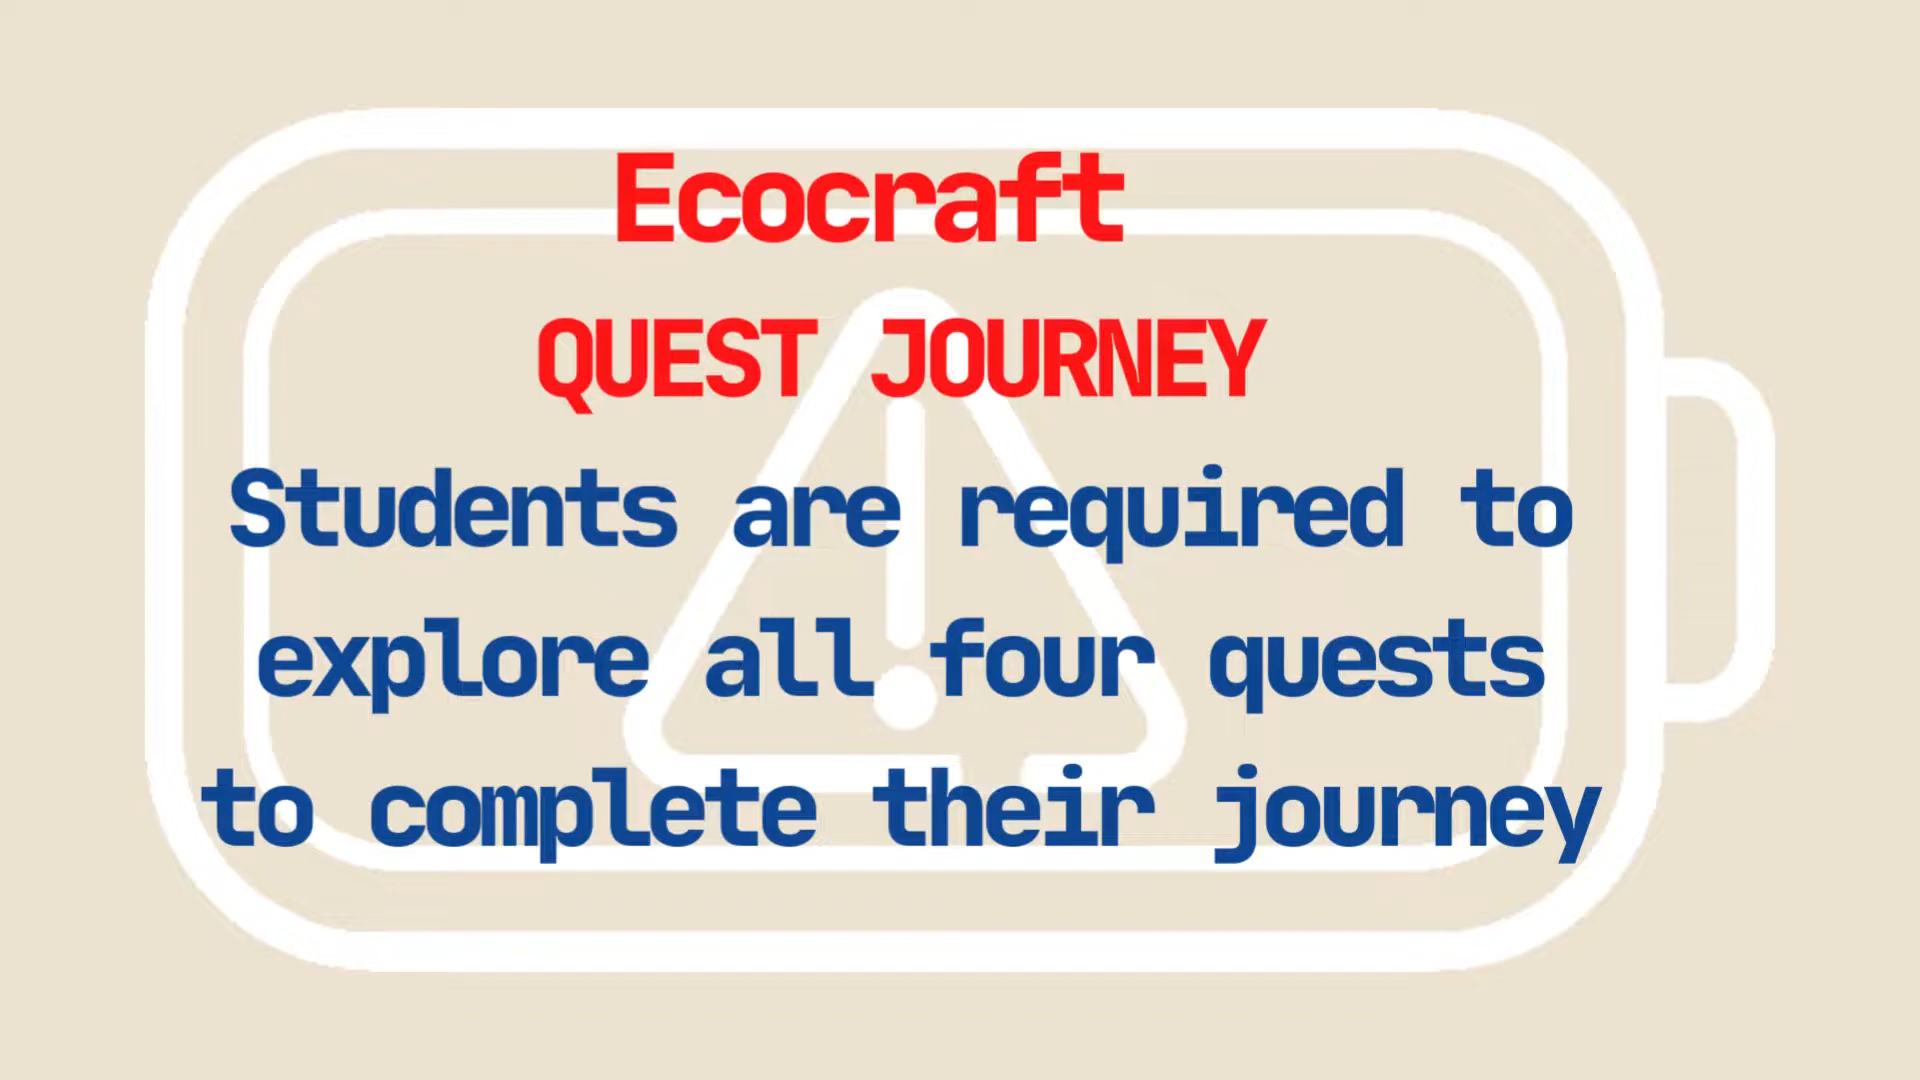 Ecocraft
QUEST JOURNEY
Students are required to
explore all four quests
to complete their journey